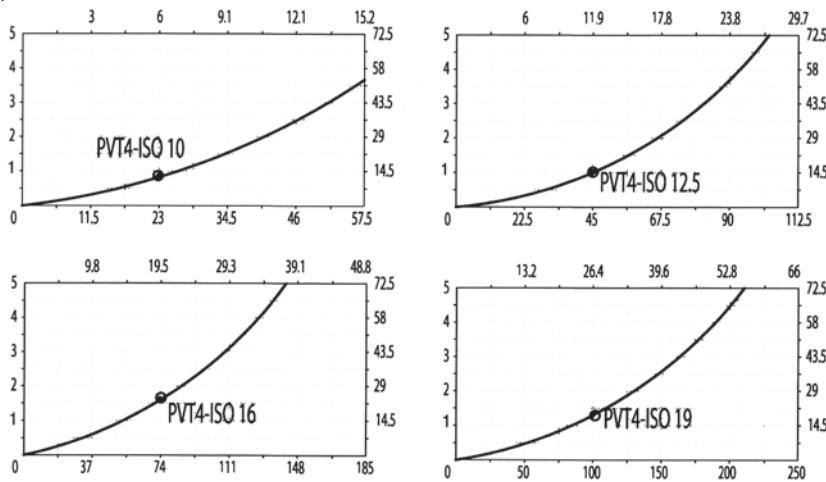 3 6 9.1 12.1 15.2
5 72.5
4 58
3 43.5
2 29
PVT4-ISO 10
1 14.5
0 11.5 23 34.5 46 57.5
6 11.9 17.8 23.8 29.7
5 72.5
4 58
3 43.5
2 29
1 14.5
PVT4-ISO 12.5
0 22.5 45 67.5 90 112.5
9.8 19.5 29.3 39.1 48.8
5 72.5
4 58
3 43.5
2 29
PVT4-ISO 16
1 14.5
0 37 74 111 148 185
13.2 26.4 39.6 52.8 66
5 72.5
4 58
3 43.5
2 29
PVT4-ISO 19
1 14.5
0 50 100 150 200 250